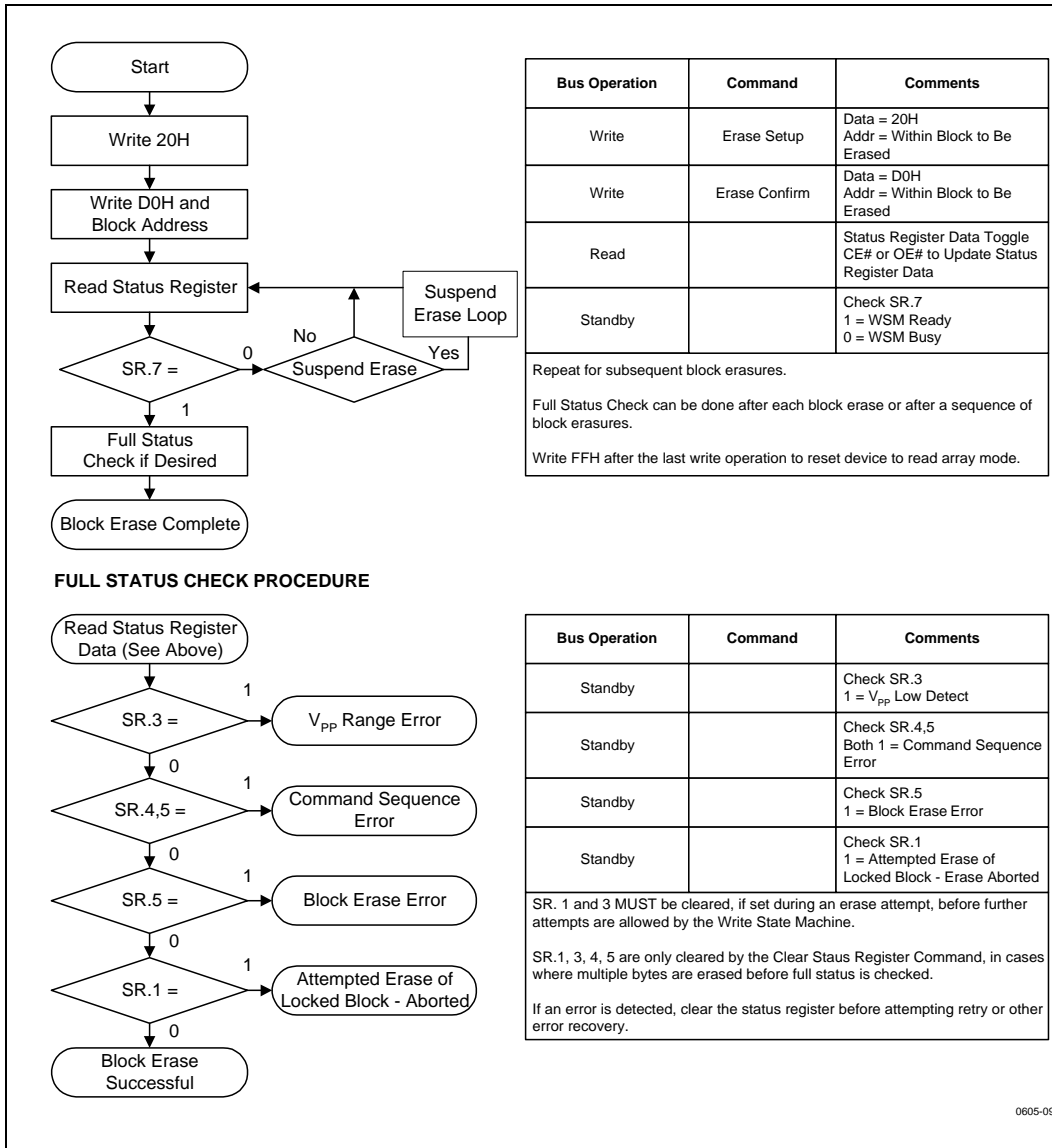 Start
Write 20H
Write D0H and
Block Address
Read Status Register
Suspend
Erase Loop
No
Yes
0
SR.7 =
Suspend Erase
1
Full Status
Check if Desired
Block Erase Complete
Bus Operation
Command
Comments
Write
Erase Setup
Data = 20H
Addr = Within Block to Be
Erased
Write
Erase Confirm
Data = D0H
Addr = Within Block to Be
Erased
Read
Status Register Data Toggle
CE# or OE# to Update Status
Register Data
Standby
Check SR.7
1 = WSM Ready
0 = WSM Busy
Repeat for subsequent block erasures.
Full Status Check can be done after each block erase or after a sequence of
block erasures.
Write FFH after the last write operation to reset device to read array mode.
FULL STATUS CHECK PROCEDURE
Read Status Register
Data (See Above)
1
SR.3 =
VPP Range Error
0
1
SR.4,5 =
Command Sequence
Error
0
1
SR.5 =
Block Erase Error
0
1
SR.1 =
Attempted Erase of
Locked Block - Aborted
0
Block Erase
Successful
Bus Operation
Command
Comments
Standby
Check SR.3
1 = VPP Low Detect
Standby
Check SR.4,5
Both 1 = Command Sequence
Error
Standby
Check SR.5
1 = Block Erase Error
Standby
Check SR.1
1 = Attempted Erase of
Locked Block - Erase Aborted
SR. 1 and 3 MUST be cleared, if set during an erase attempt, before further
attempts are allowed by the Write State Machine.
SR.1, 3, 4, 5 are only cleared by the Clear Staus Register Command, in cases
where multiple bytes are erased before full status is checked.
If an error is detected, clear the status register before attempting retry or other
error recovery.
0605-09